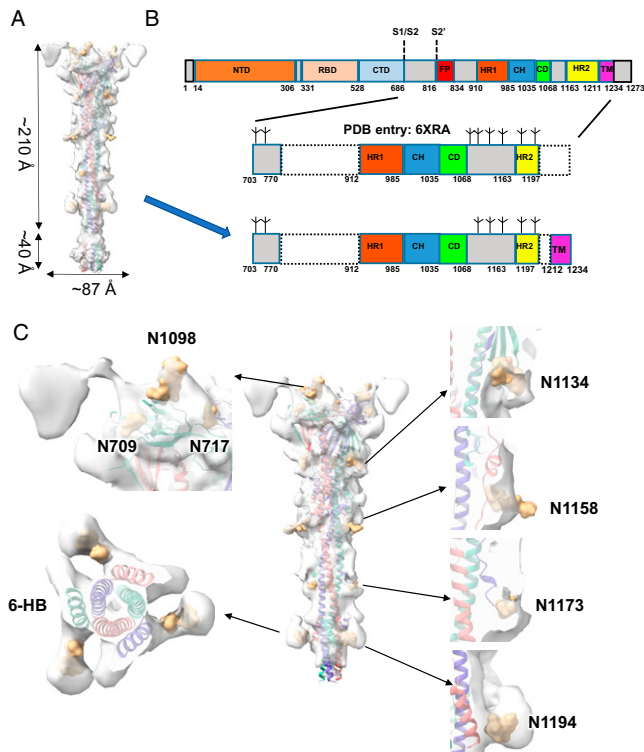 A
~210 Å
~40 Å
~87 Å
B
S1/S2 S2'
NTD RBD CTD FP HR1 CH CD HR2 TM
1 14 306 331 528 686 816 834 910 985 1035 1068 1163 1211 1234 1273
PDB entry: 6XRA
HR1 CH CD HR2
703 770 912 985 1035 1068 1163 1197
HR1 CH CD HR2 TM
703 770 912 985 1035 1068 1163 1197 1212 1234
C
N1098
N709 N717
6-HB
N1134
N1158
N1173
N1194